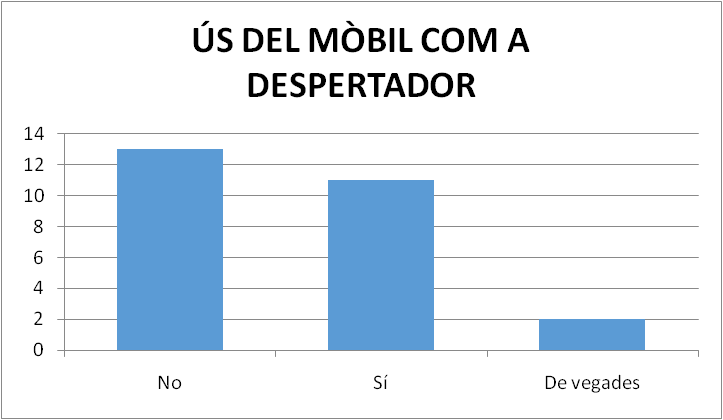 ÚS DEL MÒBIL COM A
DESPERTADOR
14
12
10
8
6
4
2
0
No
Sí
De vegades